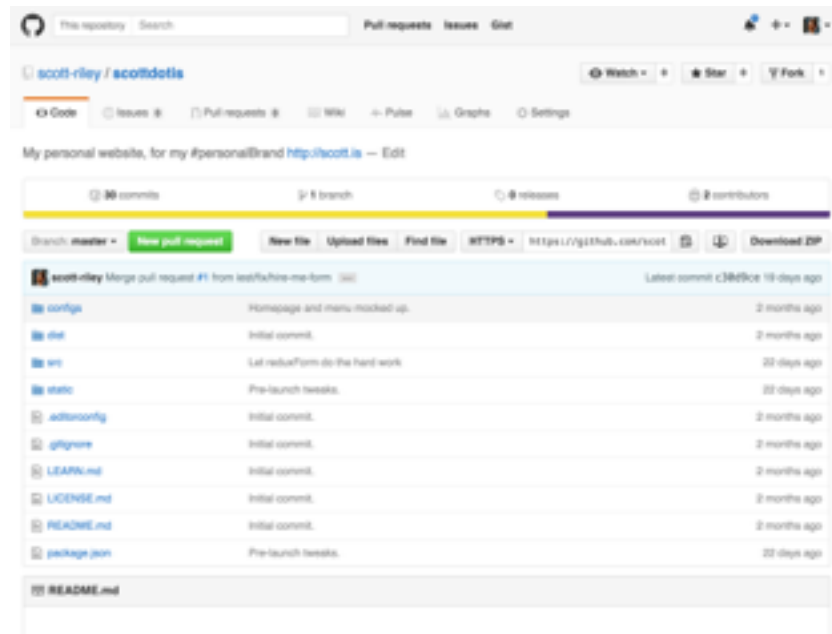 This repository Search Pull requests Issues Gist
scott-riley / scottdotis Watch Star Fork
Code Issues Pull requests Wiki Pulse Graphs Settings
My personal website, for my #personalBrand http://scott.is — Edit
30 commits 1 branch 0 releases 2 contributors
Branch: master New pull request New file Upload files Find file HTTPS https://github.com/scot Download ZIP
scott-riley Merge pull request #1 from Latest commit 19 days ago
configs Homepage and menu mocked up. 2 months ago
dist Initial commit. 2 months ago
src Let reduxForm do the hard work 22 days ago
static Pre-launch tweaks. 22 days ago
.editorconfig Initial commit. 2 months ago
.gitignore Initial commit. 2 months ago
LEARN.md Initial commit. 2 months ago
LICENSE.md Initial commit. 2 months ago
README.md Initial commit. 2 months ago
package.json Pre-launch tweaks. 22 days ago
README.md